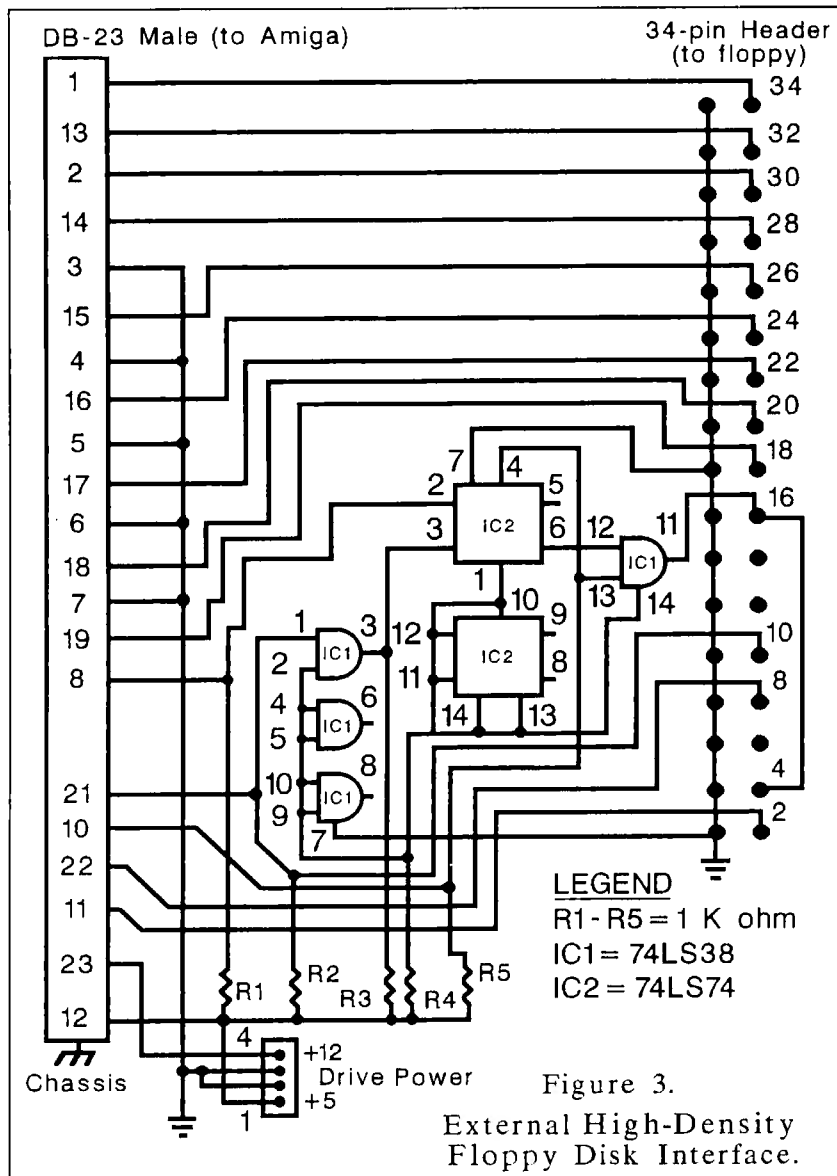 DB-23 Male (to Amiga)
34-pin Header
(to floppy)
1
13
2
14
3
15
4
16
5
17
6
18
7
19
8
21
10
22
11
23
12
Chassis
34
32
30
28
26
24
22
20
18
16
10
8
4
2
7
4
2
3
IC2
5
6
1
12
13
IC1
11
14
10
12
11
IC2
9
8
14
13
1
2
IC1
3
4
5
IC1
6
10
9
IC1
8
7
R1
R2
R3
R4
R5
4
+12
Drive Power
1
+5
LEGEND
R1-R5=1 K ohm
IC1= 74LS38
IC2= 74LS74
Figure 3.
External High-Density
Floppy Disk Interface.